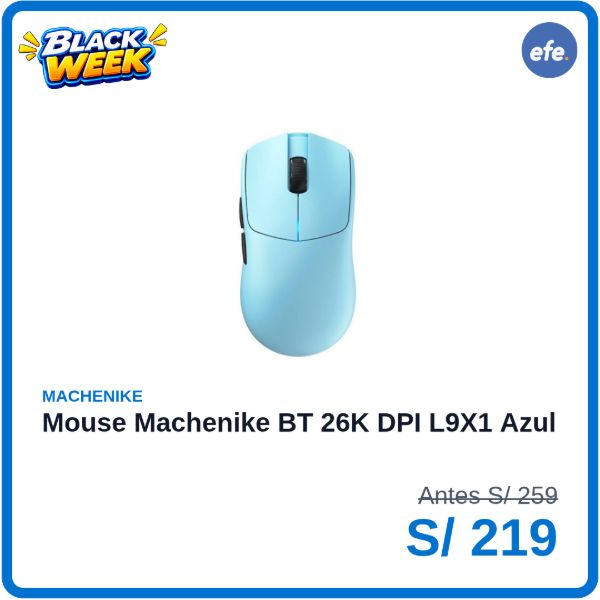 BLACK
WEEK
efe.
MACHENIKE
Mouse Machenike BT 26K DPI L9X1 Azul
Antes S/ 259
S/ 219